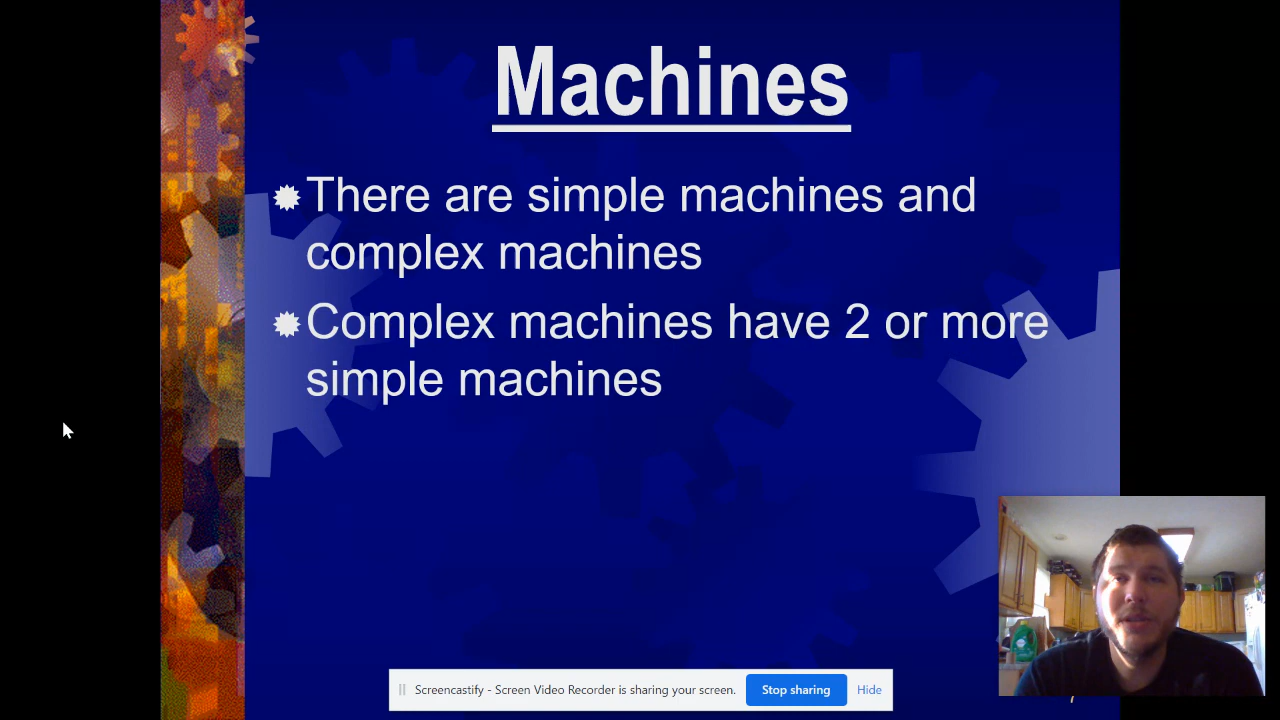 Machines
There are simple machines and
complex machines
Complex machines have 2 or more
simple machines
Screencastify - Screen Video Recorder is sharing your screen.
Stop sharing
Hide